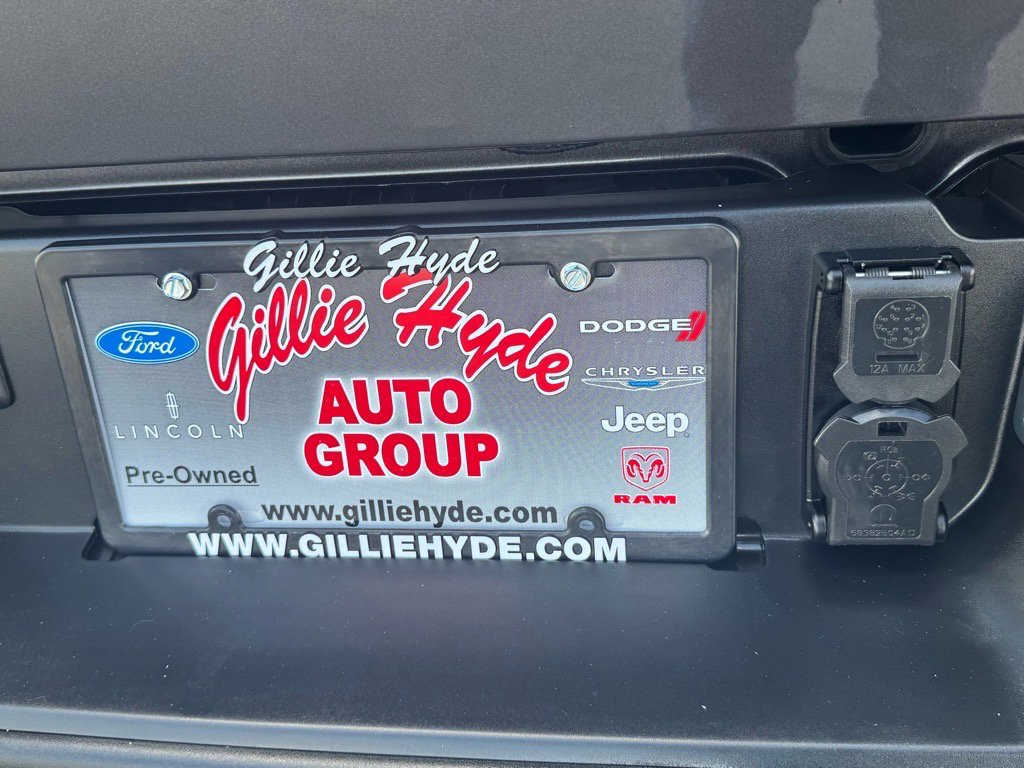 Gillie Hyde
Gillie Hyde
AUTO
GROUP
Ford
LINCOLN
Pre-Owned
DODGE
CHRYSLER
Jeep
RAM
www.gilliehyde.com
WWW.GILLIEHYDE.COM
12A MAX
68382504AC